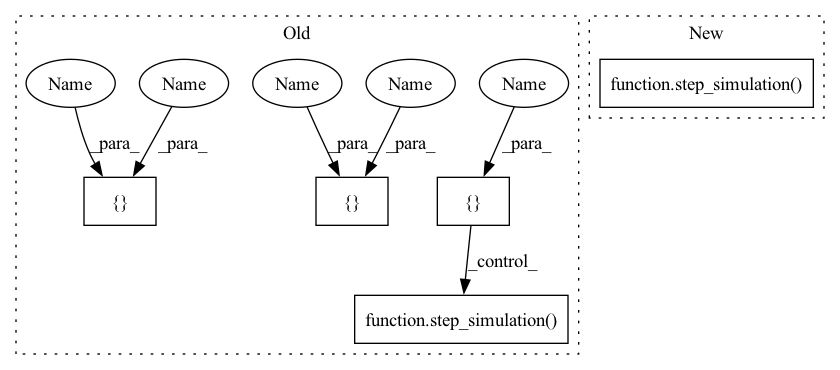 Old
New
Name
Name
Name
Name
Name
function.step_simulation()
_para_
_para_
_para_
_para_
_para_
{}
{}
{}
_control_
function.step_simulation()